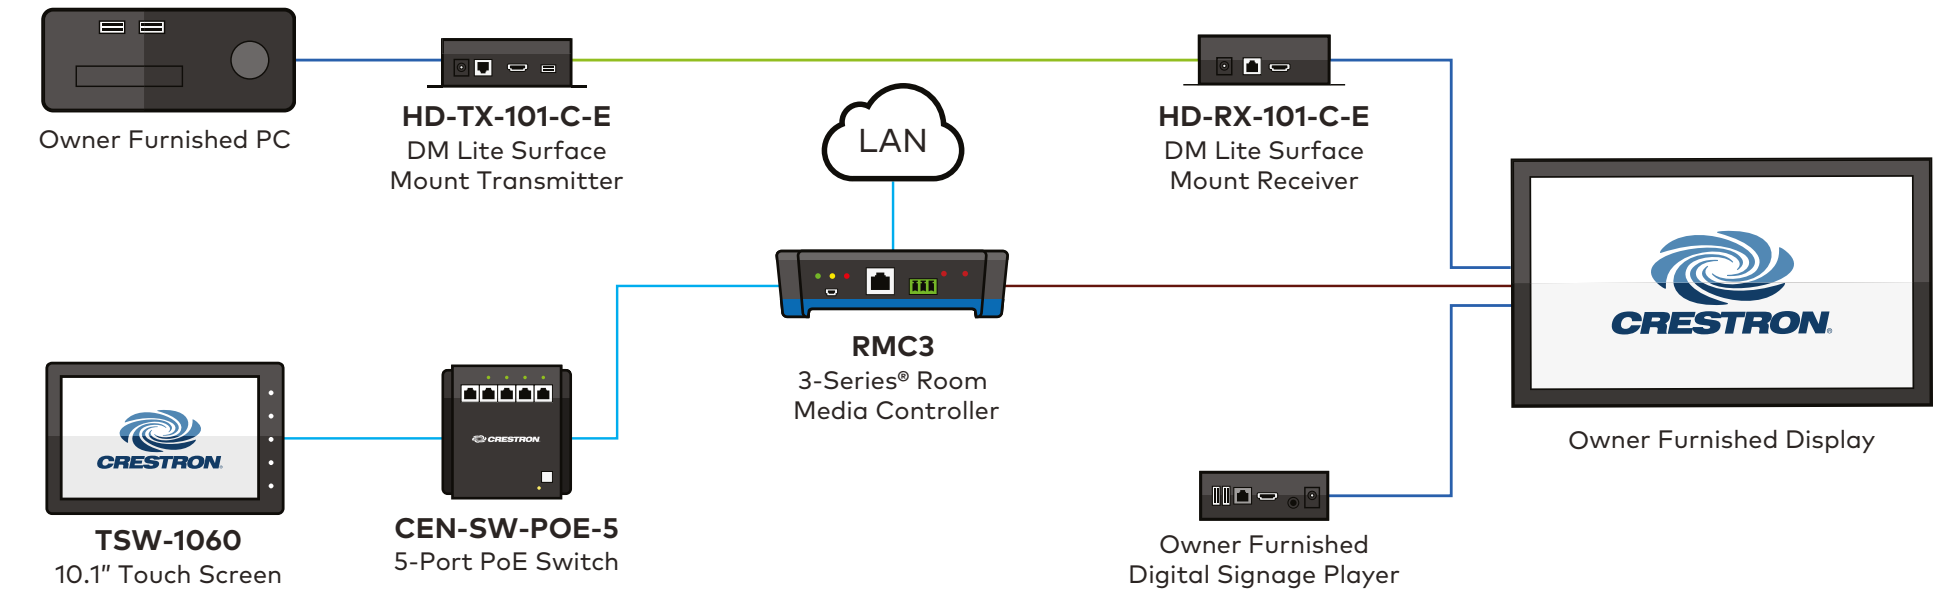 Owner Furnished PC
HD-TX-101-C-E
DM Lite Surface
Mount Transmitter
LAN
HD-RX-101-C-E
DM Lite Surface
Mount Receiver
CRESTRON®
Owner Furnished Display
RMC3
3-Series® Room
Media Controller
CRESTRON®
TSW-1060
10.1” Touch Screen
CRESTRON
CEN-SW-POE-5
5-Port PoE Switch
Owner Furnished
Digital Signage Player